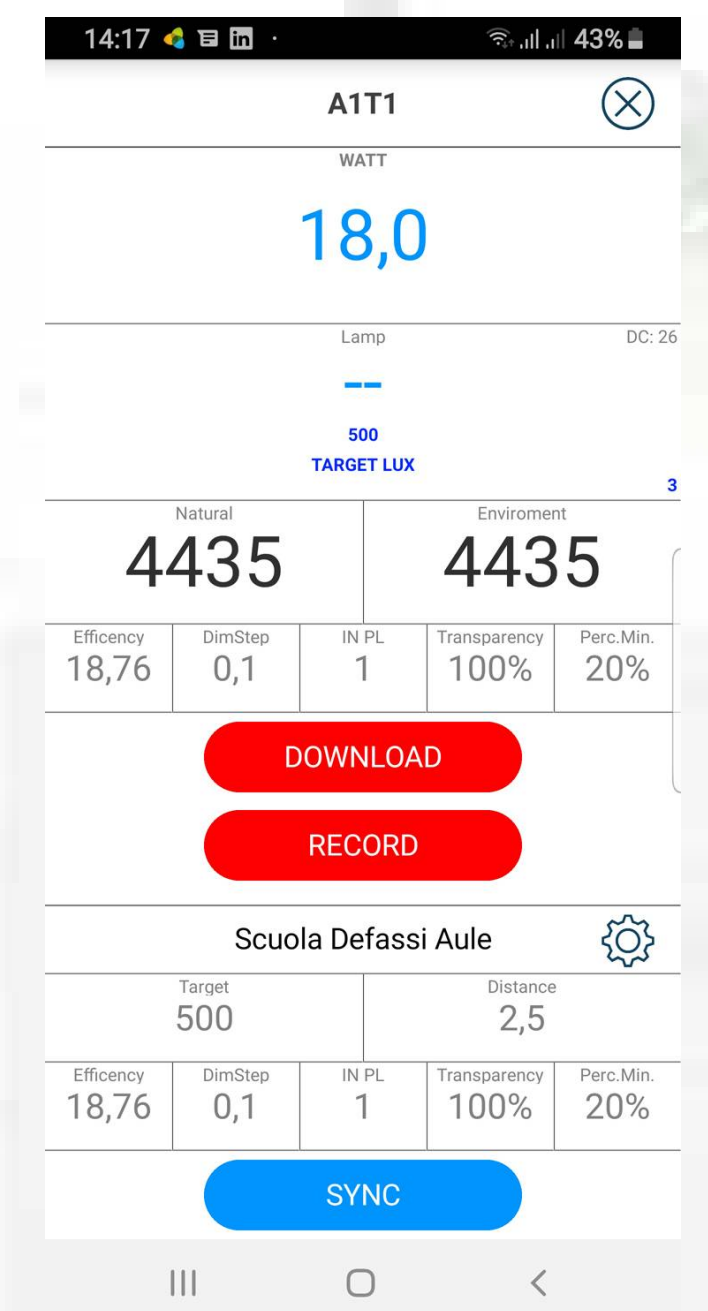 14:17 in · 43%
A1T1
WATT
18,0
Lamp DC: 26
--
500
TARGET LUX
3
Natural Enviroment
4435 4435
Efficency DimStep IN PL Transparency Perc.Min.
18,76 0,1 1 100% 20%
DOWNLOAD
RECORD
Scuola Defassi Aule
Target Distance
500 2,5
Efficency DimStep IN PL Transparency Perc.Min.
18,76 0,1 1 100% 20%
SYNC